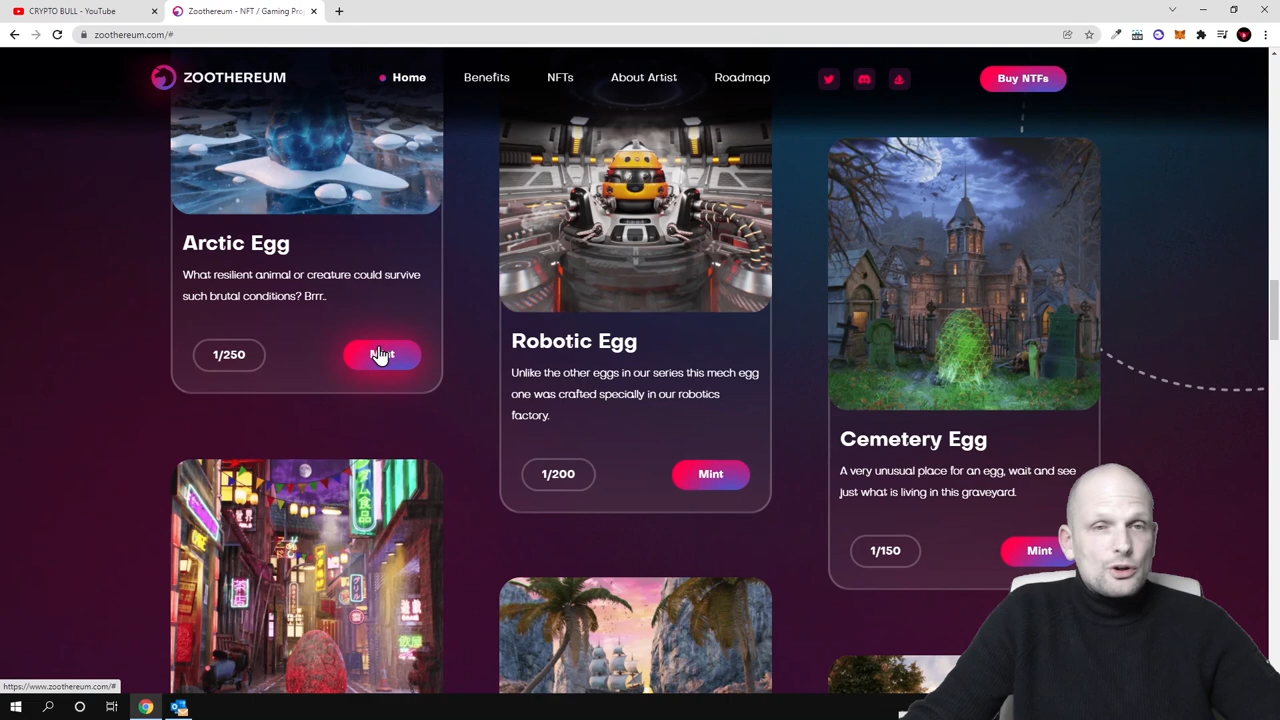 CRYPTO BULL - YouTube
Zoothereum - NFT / Gaming Pro
zoothereum.com/#
ZOOTHEREUM
Home
Benefits
NFTs
About Artist
Roadmap
Buy NTFs
Arctic Egg
What resilient animal or creature could survive
such brutal conditions? Brrr..
1/250
Robotic Egg
Unlike the other eggs in our series this mech egg
one was crafted specially in our robotics
factory.
1/200
Mint
Cemetery Egg
A very unusual place for an egg, wait and see
just what is living in this graveyard.
1/150
Mint
https://www.zoothereum.com/#